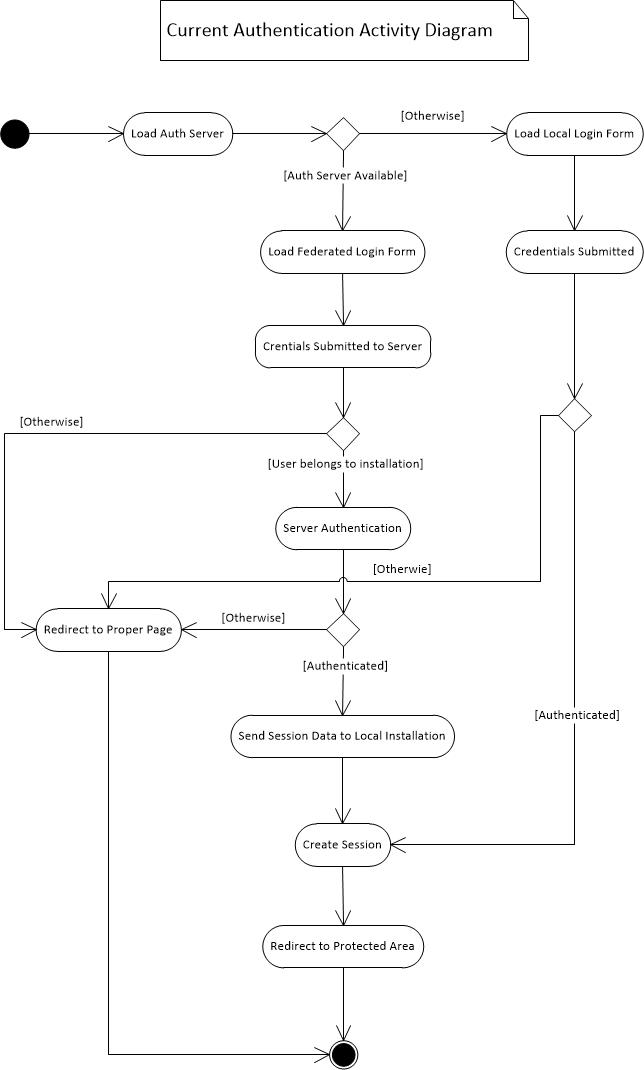 Current Authentication Activity Diagram
[Otherwise]
Load Auth Server
Load Local Login Form
[Auth Server Available]
Load Federated Login Form
Credentials Submitted
Crentials Submitted to Server
[Otherwise]
[User belongs to installation]
Server Authentication
[Otherwie]
[Otherwise]
Redirect to Proper Page
[Authenticated]
[Authenticated]
Send Session Data to Local Installation
Create Session
Redirect to Protected Area